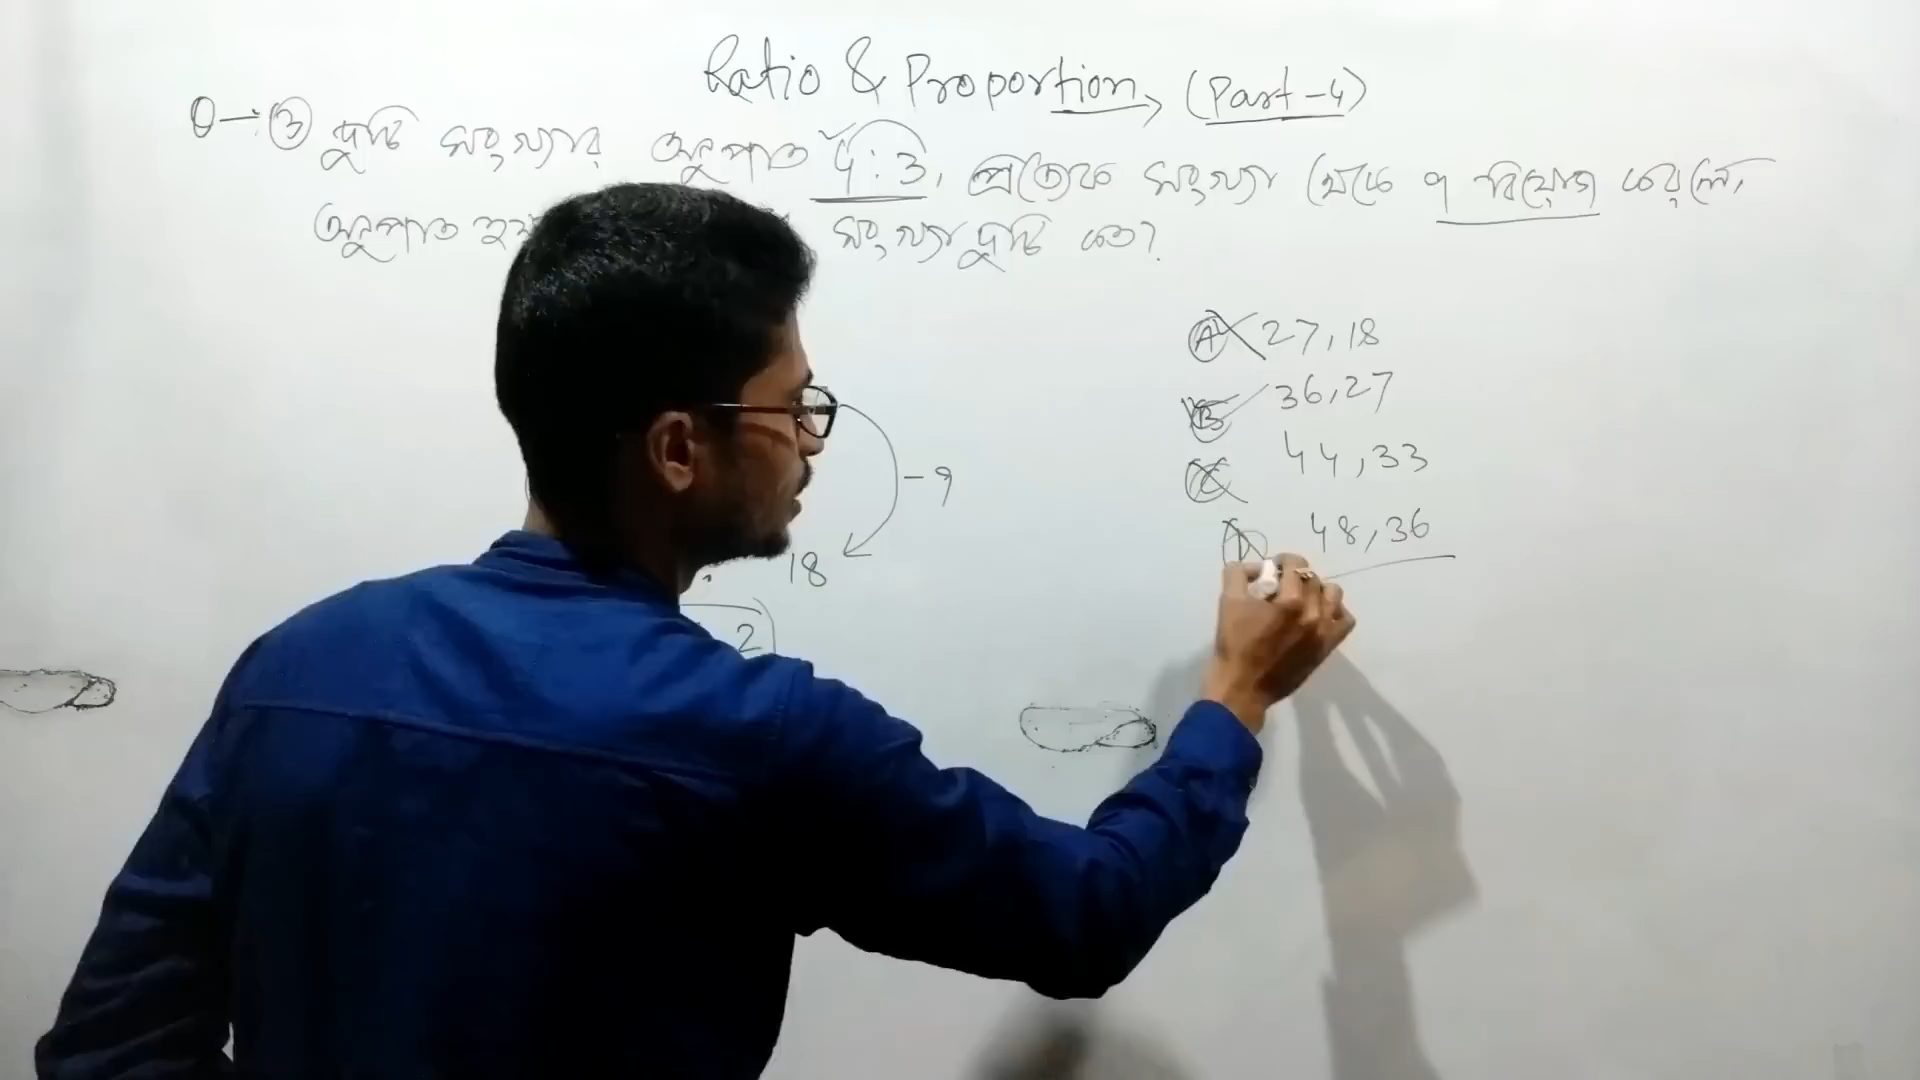 Ratio & Proportion, (Part-4)
Q → ③ দুটি সংখ্যার অনুপাত 4:3, প্রত্যেক সংখ্যা থেকে 9 বিয়োগ করলে,
অনুপাত সংখ্যা দুটি কত?
A 27, 18
B 36, 27
C 44, 33
D 48, 36
-9
18
2